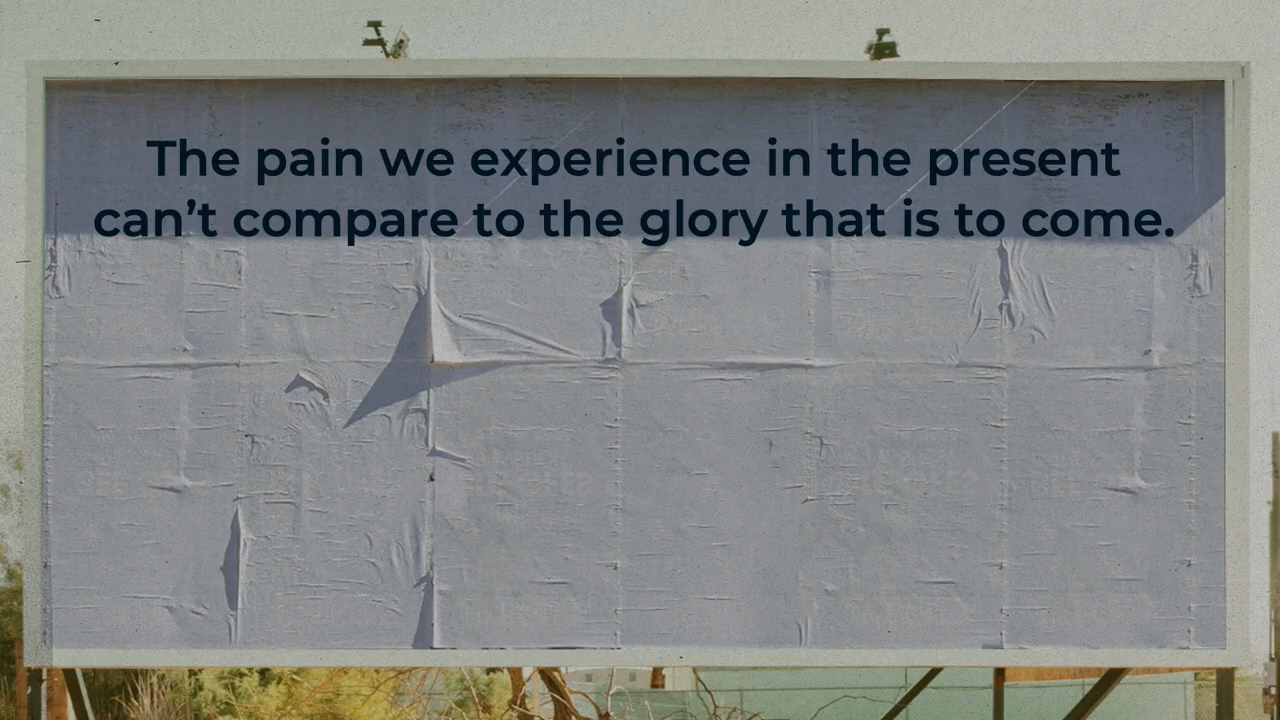 The pain we experience in the present
can’t compare to the glory that is to come.